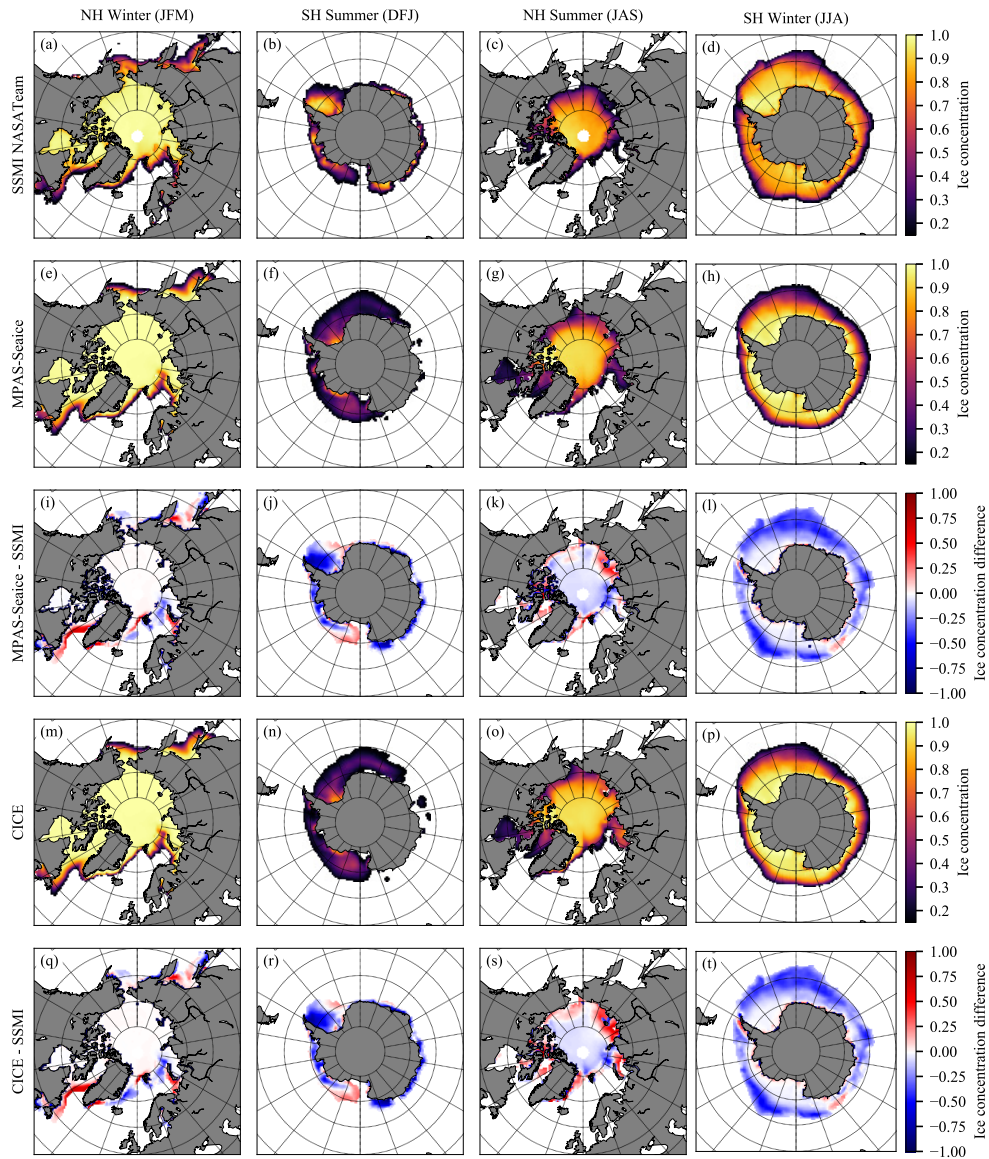 NH Winter (JFM)
SH Summer (DFJ)
NH Summer (JAS)
SH Winter (JJA)
SSMI NASATeam
(a)
(b)
(c)
(d)
1.0
0.9
0.8
0.7
0.6
0.5
0.4
0.3
0.2
Ice concentration
MPAS-Seaice
(e)
(f)
(g)
(h)
1.0
0.9
0.8
0.7
0.6
0.5
0.4
0.3
0.2
Ice concentration
MPAS-Seaice - SSMI
(i)
(j)
(k)
(l)
1.00
0.75
0.50
0.25
0.00
−0.25
−0.50
−0.75
−1.00
Ice concentration difference
CICE
(m)
(n)
(o)
(p)
1.0
0.9
0.8
0.7
0.6
0.5
0.4
0.3
0.2
Ice concentration
CICE - SSMI
(q)
(r)
(s)
(t)
1.00
0.75
0.50
0.25
0.00
−0.25
−0.50
−0.75
−1.00
Ice concentration difference